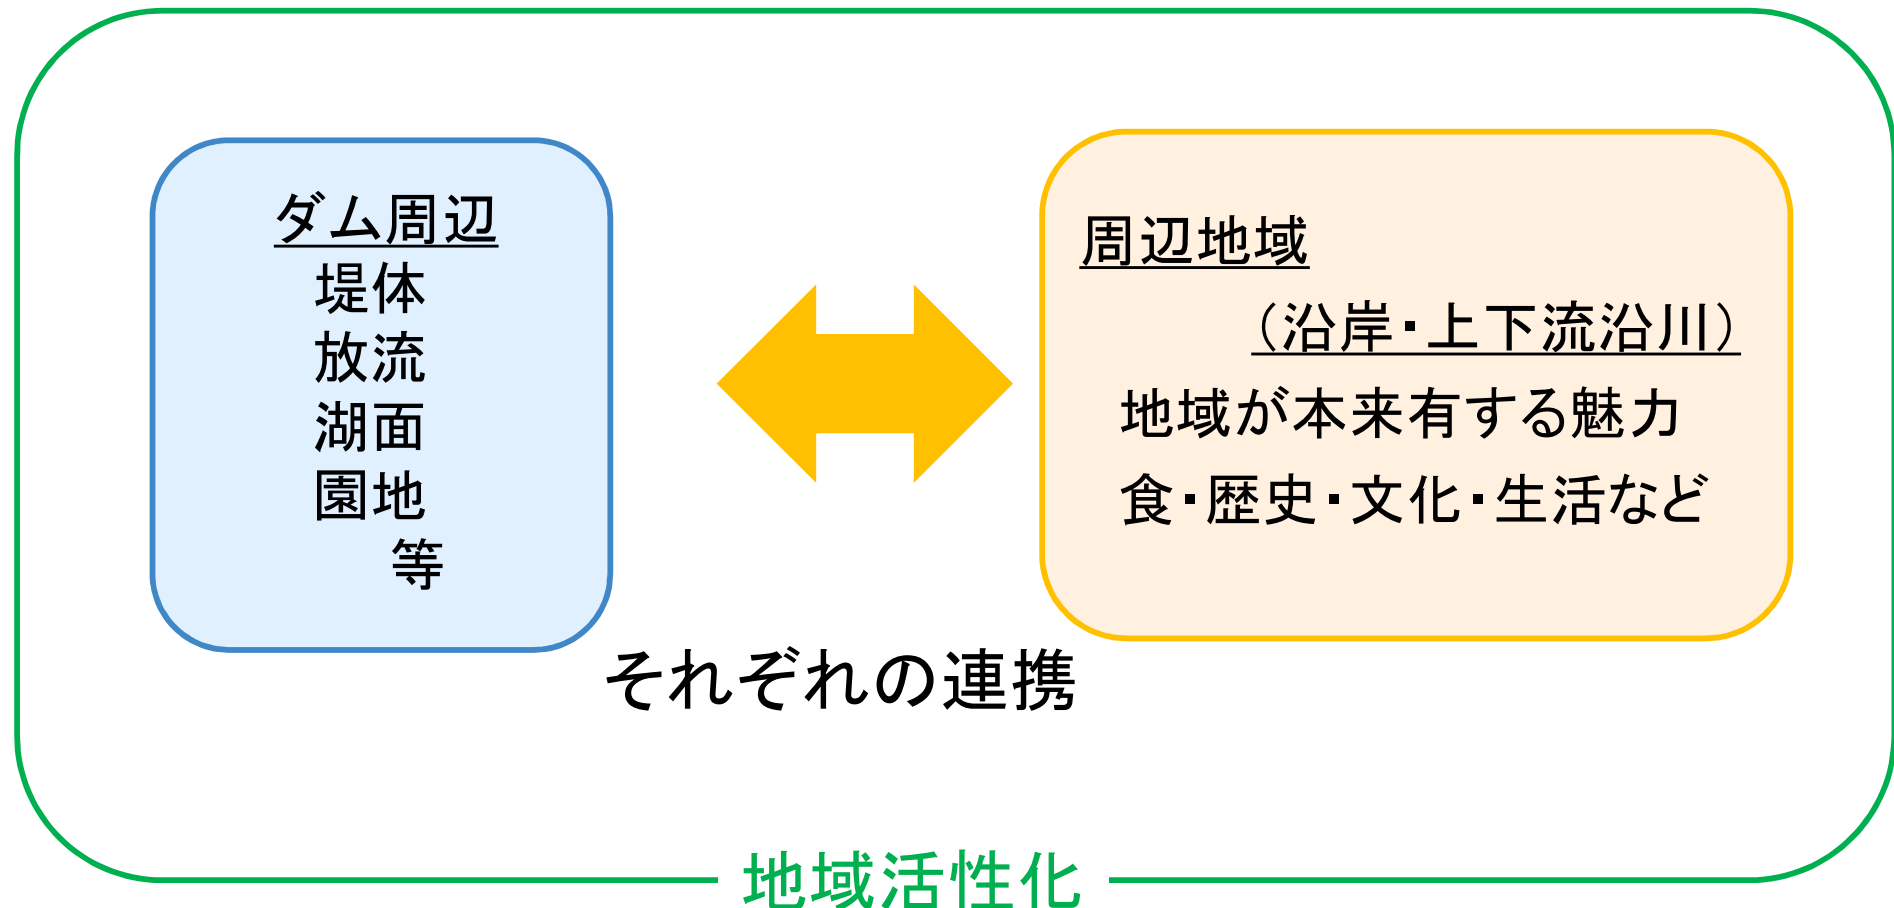 ダム周辺
堤体
放流
湖面
園地
等
周辺地域
（沿岸・上下流沿川）
地域が本来有する魅力
食・歴史・文化・生活など
それぞれの連携
地域活性化